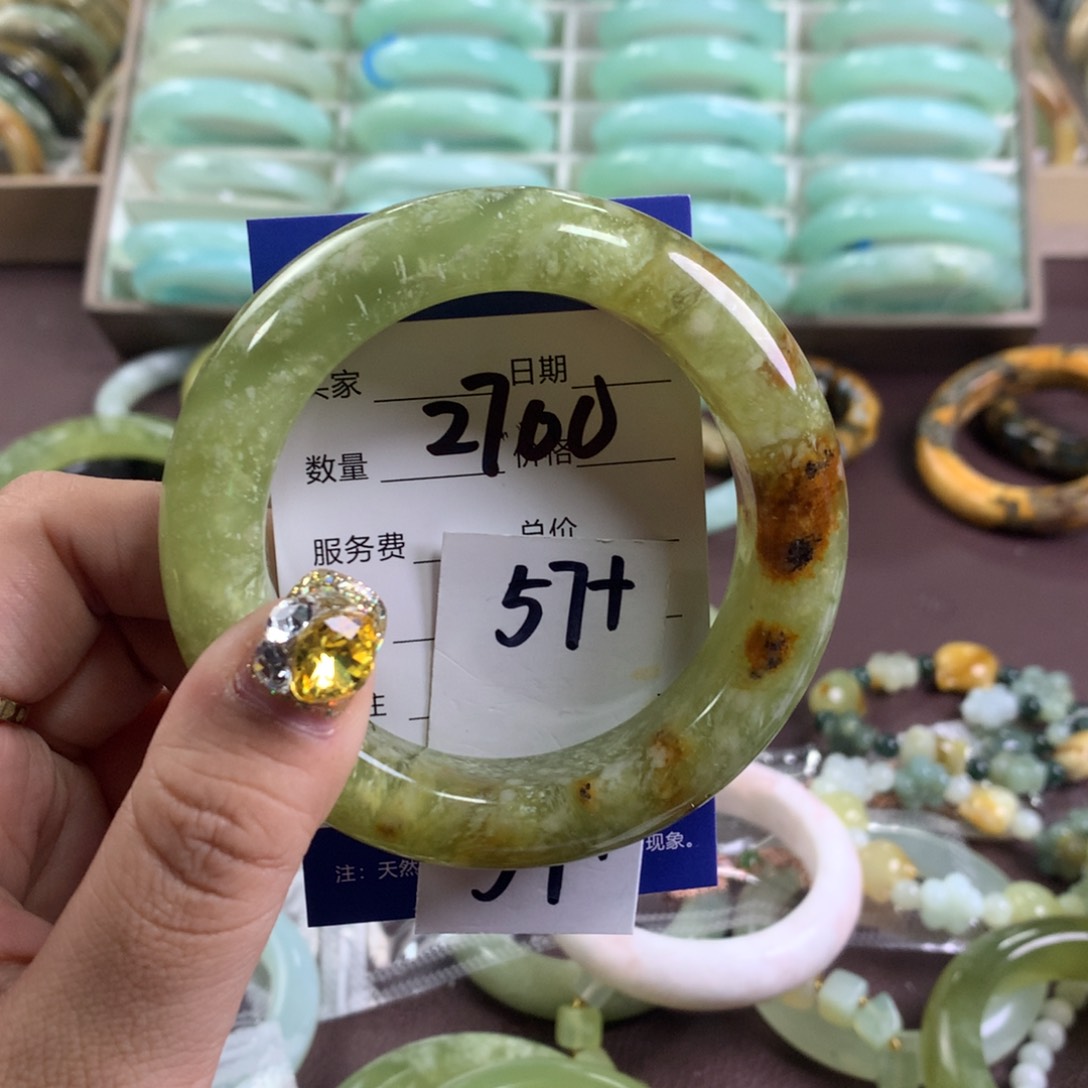 家 日期
2700
数量 价格
服务费 总价
57+
注
注：天然
现象。